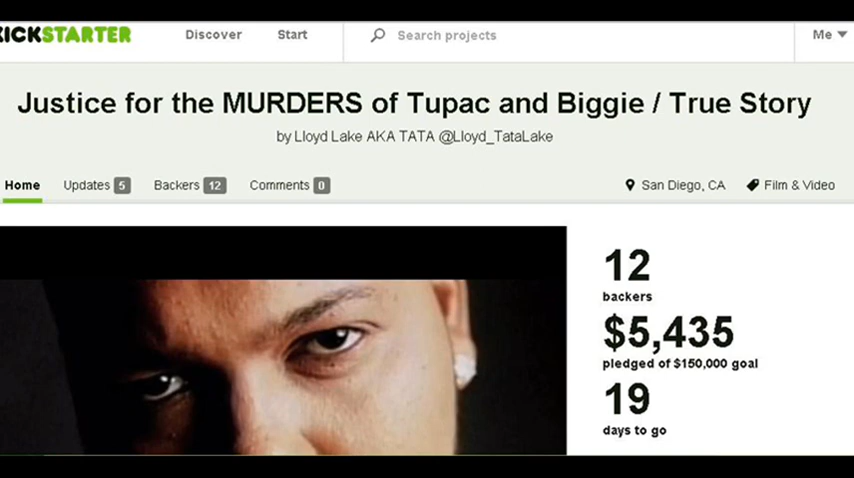 KICKSTARTER Discover Start Search projects Me
Justice for the MURDERS of Tupac and Biggie / True Story
by Lloyd Lake AKA TATA @Lloyd_TataLake
Home Updates 5 Backers 12 Comments 0 San Diego, CA Film & Video
12
backers
$5,435
pledged of $150,000 goal
19
days to go